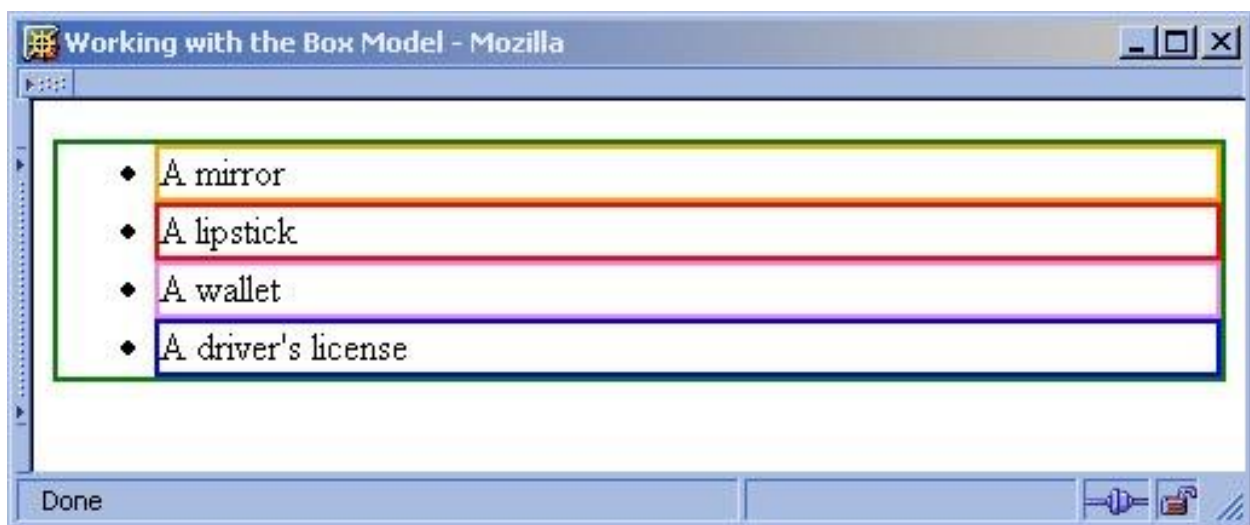 Working with the Box Model - Mozilla
• A mirror
• A lipstick
• A wallet
• A driver's license
Done